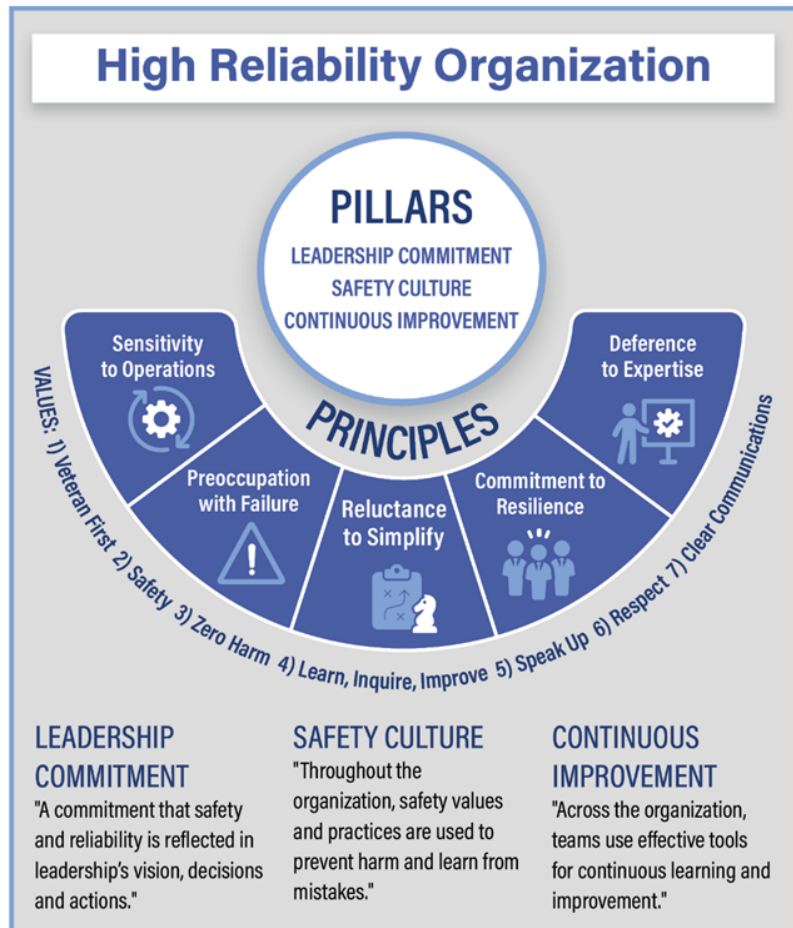 High Reliability Organization
PILLARS
LEADERSHIP COMMITMENT
SAFETY CULTURE
CONTINUOUS IMPROVEMENT
PRINCIPLES
Sensitivity
to Operations
Preoccupation
with Failure
Reluctance
to Simplify
Commitment to
Resilience
Deference
to Expertise
VALUES: 1) Veteran First 2) Safety 3) Zero Harm 4) Learn, Inquire, Improve 5) Speak Up 6) Respect 7) Clear Communications
LEADERSHIP
COMMITMENT
"A commitment that safety
and reliability is reflected in
leadership's vision, decisions
and actions."
SAFETY CULTURE
"Throughout the
organization, safety values
and practices are used to
prevent harm and learn from
mistakes."
CONTINUOUS
IMPROVEMENT
"Across the organization,
teams use effective tools
for continuous learning and
improvement."